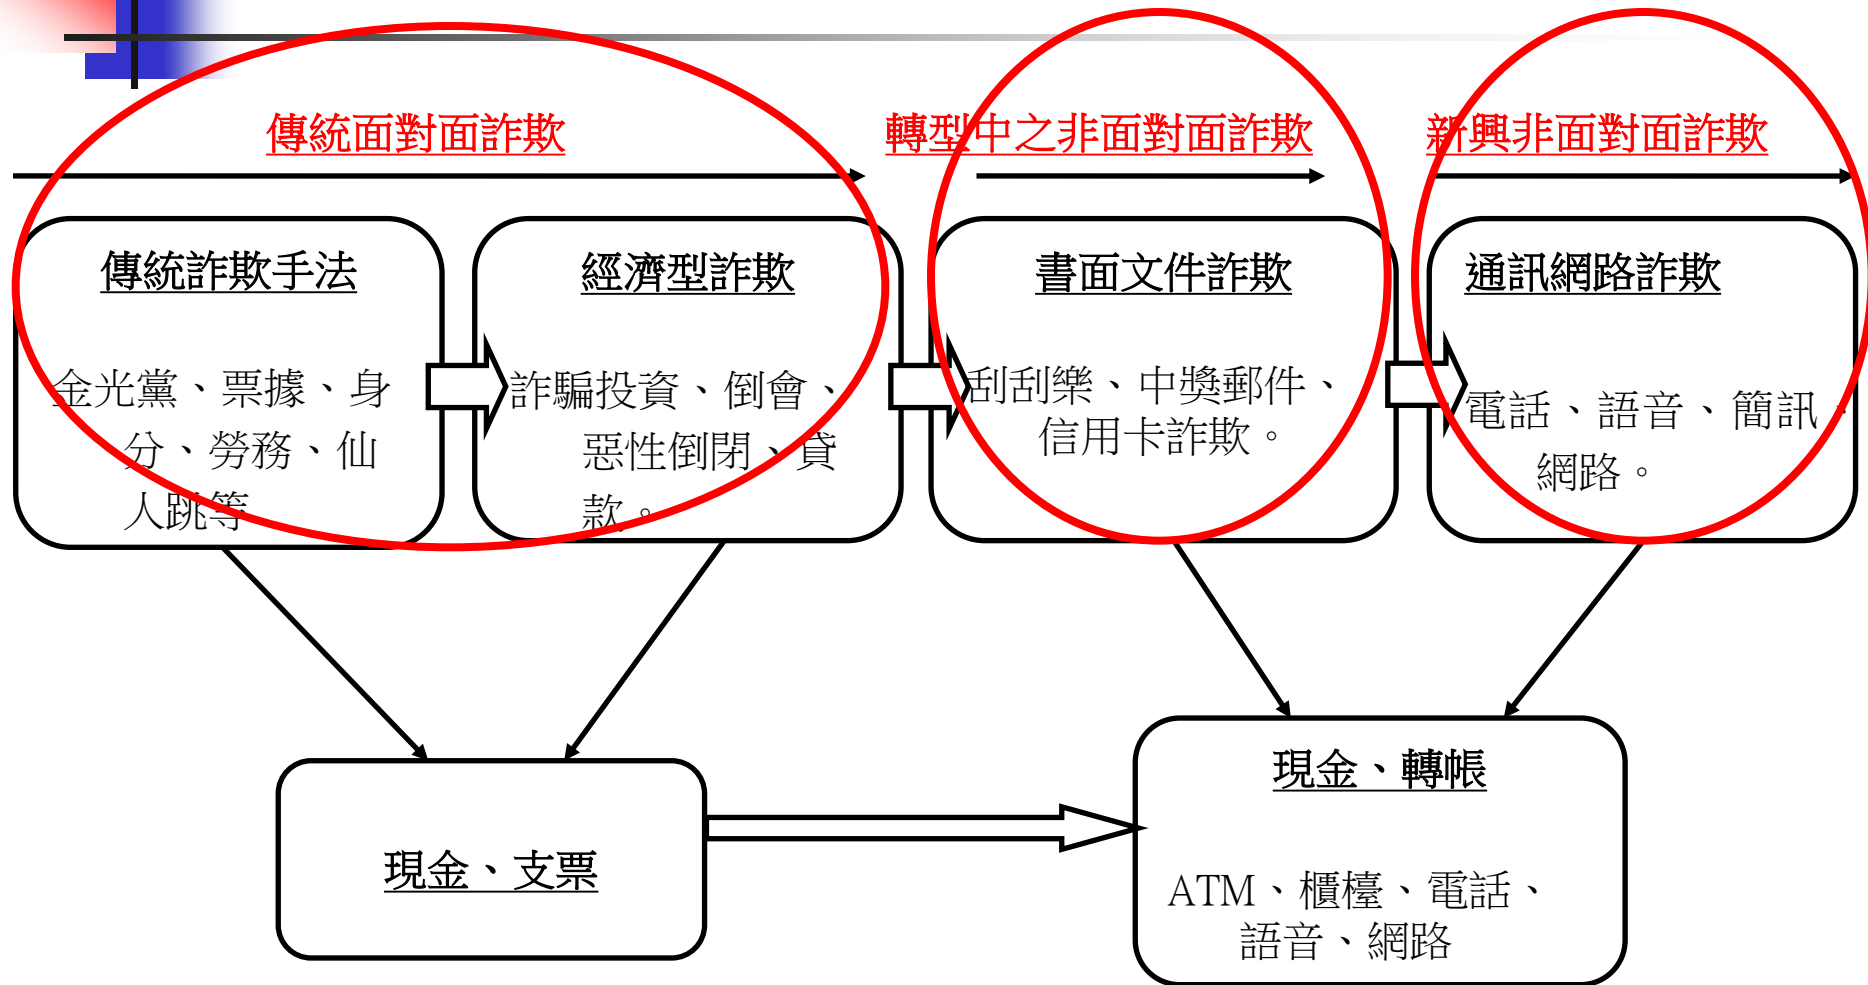 傳統面對面詐欺
轉型中之非面對面詐欺
新興非面對面詐欺
傳統詐欺手法
金光黨、票據、身
分、勞務、仙
人跳等
經濟型詐欺
詐騙投資、倒會、
惡性倒閉、貸
款。
書面文件詐欺
刮刮樂、中獎郵件、
信用卡詐欺。
通訊網路詐欺
電話、語音、簡訊、
網路。
現金、支票
現金、轉帳
ATM、櫃檯、電話、
語音、網路